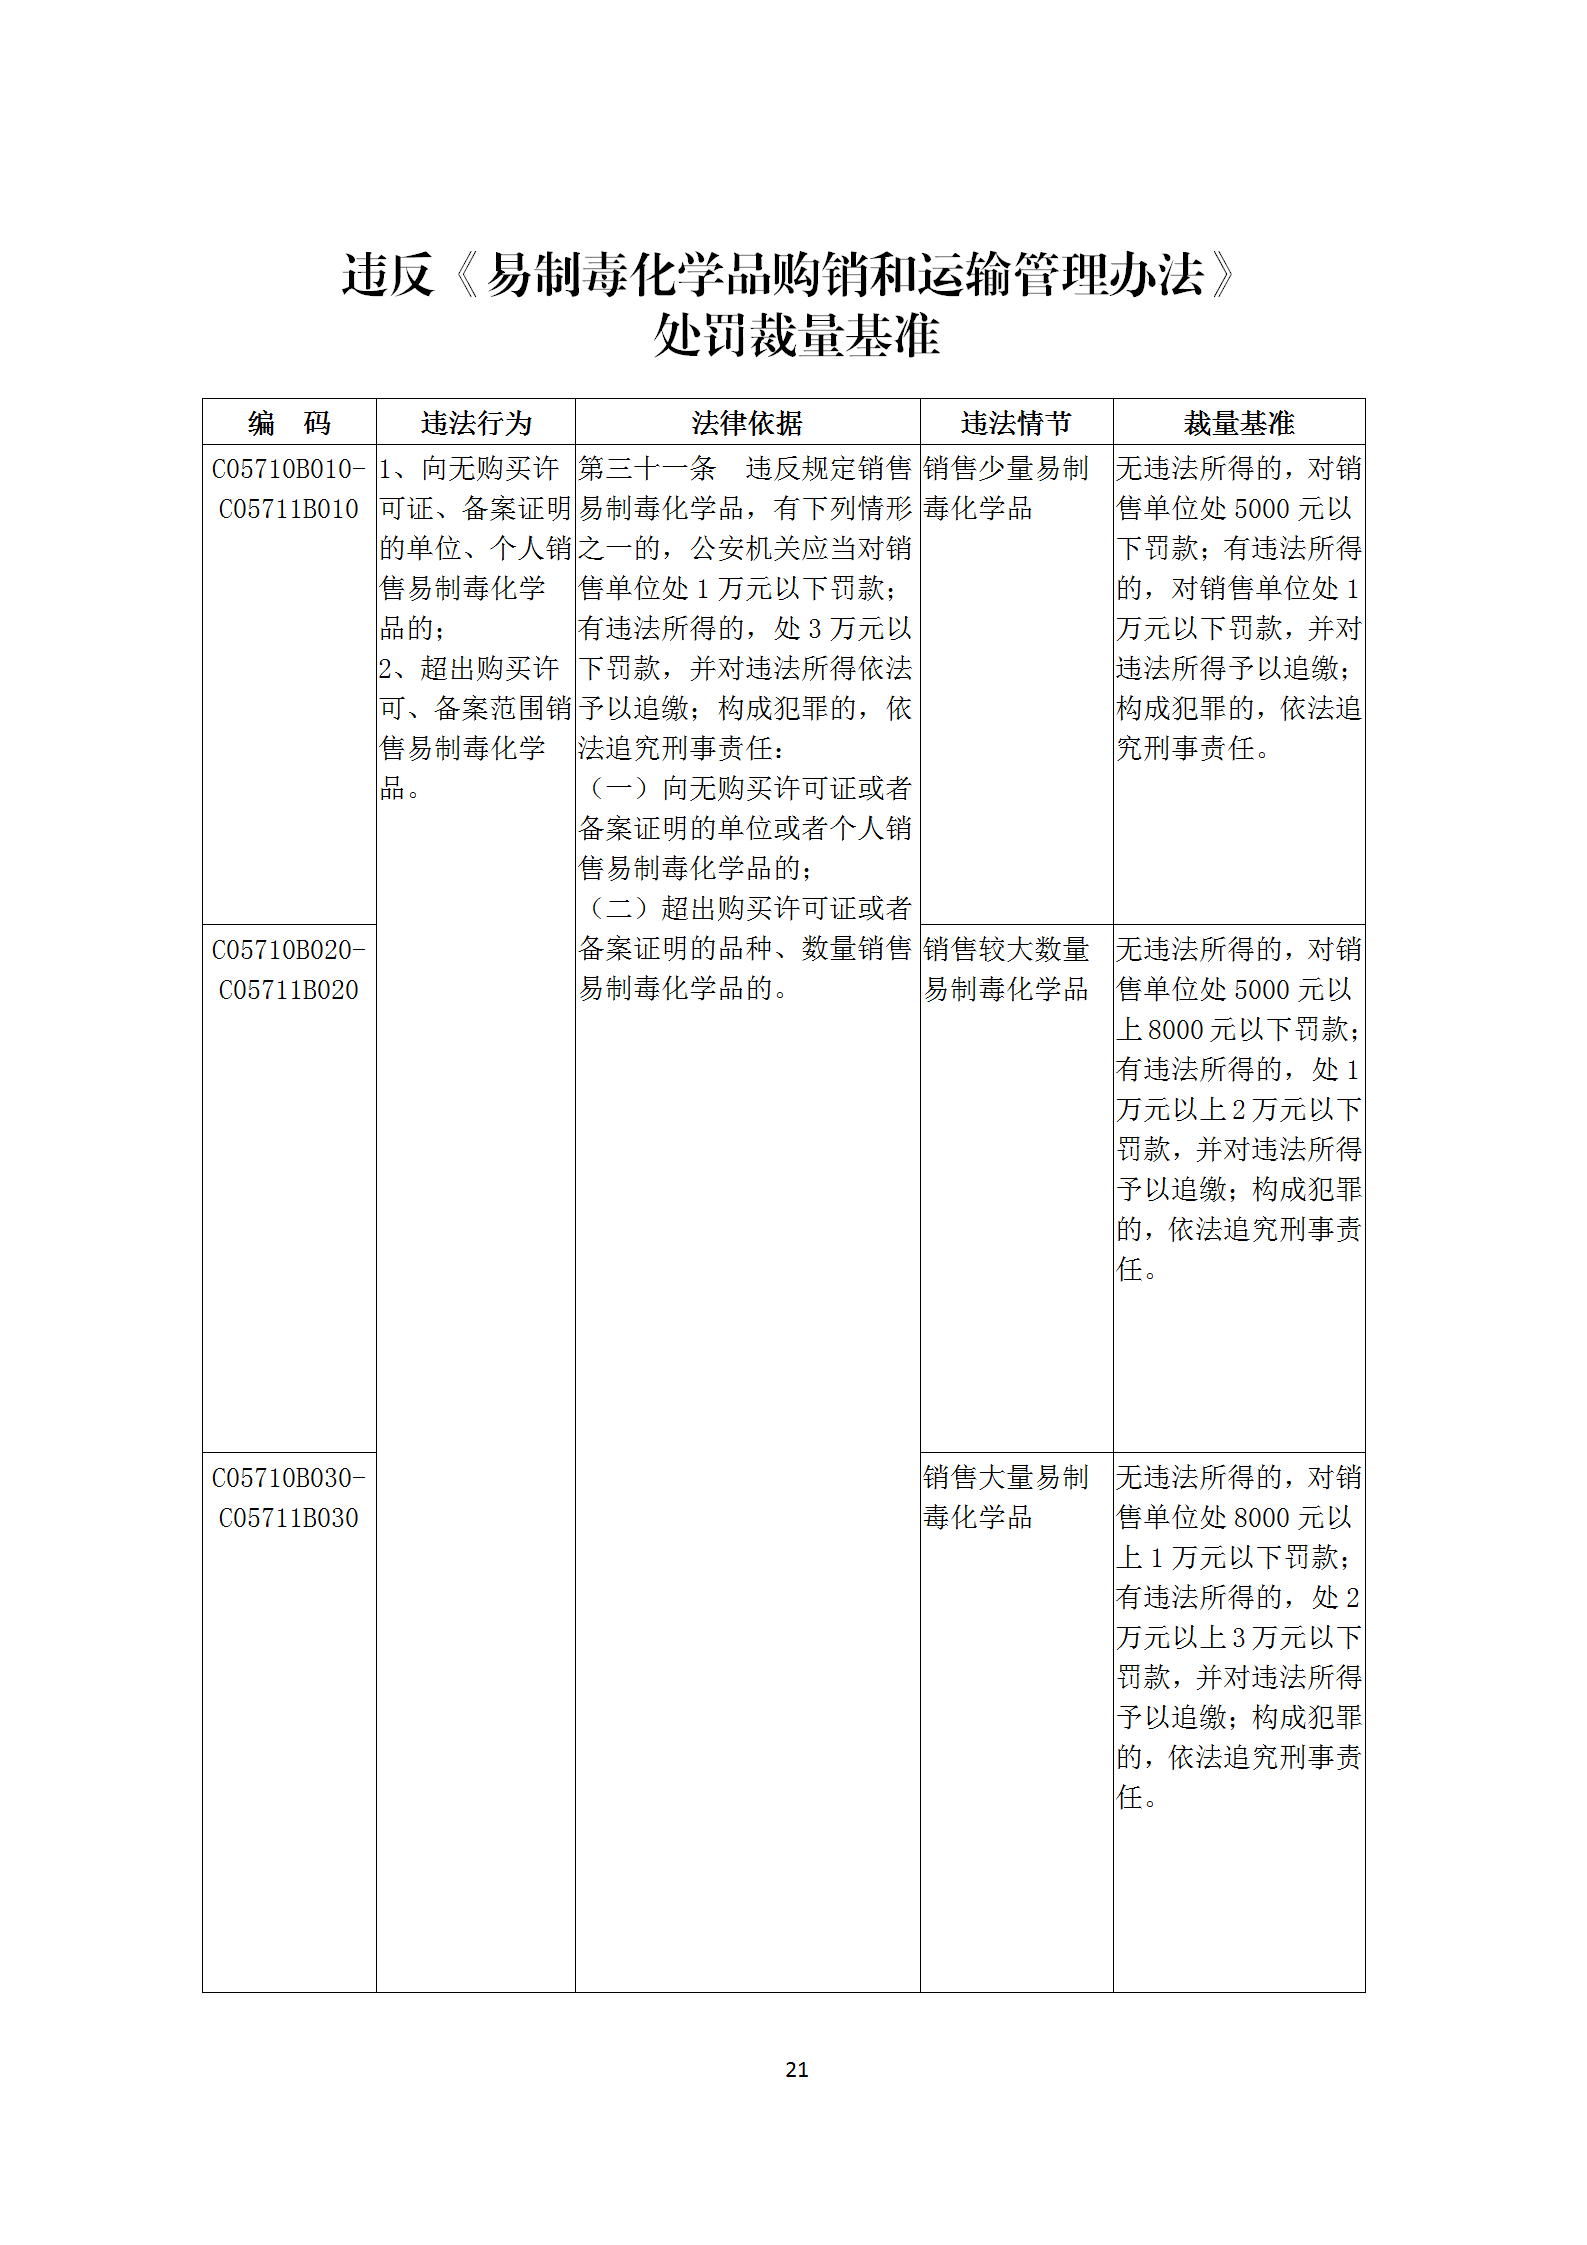 违反《易制毒化学品购销和运输管理办法》
处罚裁量基准
编　码
违法行为
法律依据
违法情节
裁量基准
C05710B010-
C05711B010
1、向无购买许
可证、备案证明
的单位、个人销
售易制毒化学
品的；
2、超出购买许
可、备案范围销
售易制毒化学
品。
第三十一条　违反规定销售
易制毒化学品，有下列情形
之一的，公安机关应当对销
售单位处 1 万元以下罚款；
有违法所得的，处 3 万元以
下罚款，并对违法所得依法
予以追缴；构成犯罪的，依
法追究刑事责任：
（一）向无购买许可证或者
备案证明的单位或者个人销
售易制毒化学品的；
（二）超出购买许可证或者
备案证明的品种、数量销售
易制毒化学品的。
销售少量易制
毒化学品
无违法所得的，对销
售单位处 5000 元以
下罚款；有违法所得
的，对销售单位处 1
万元以下罚款，并对
违法所得予以追缴；
构成犯罪的，依法追
究刑事责任。
C05710B020-
C05711B020
销售较大数量
易制毒化学品
无违法所得的，对销
售单位处 5000 元以
上 8000 元以下罚款；
有违法所得的，处 1
万元以上 2 万元以下
罚款，并对违法所得
予以追缴；构成犯罪
的，依法追究刑事责
任。
C05710B030-
C05711B030
销售大量易制
毒化学品
无违法所得的，对销
售单位处 8000 元以
上 1 万元以下罚款；
有违法所得的，处 2
万元以上 3 万元以下
罚款，并对违法所得
予以追缴；构成犯罪
的，依法追究刑事责
任。
21